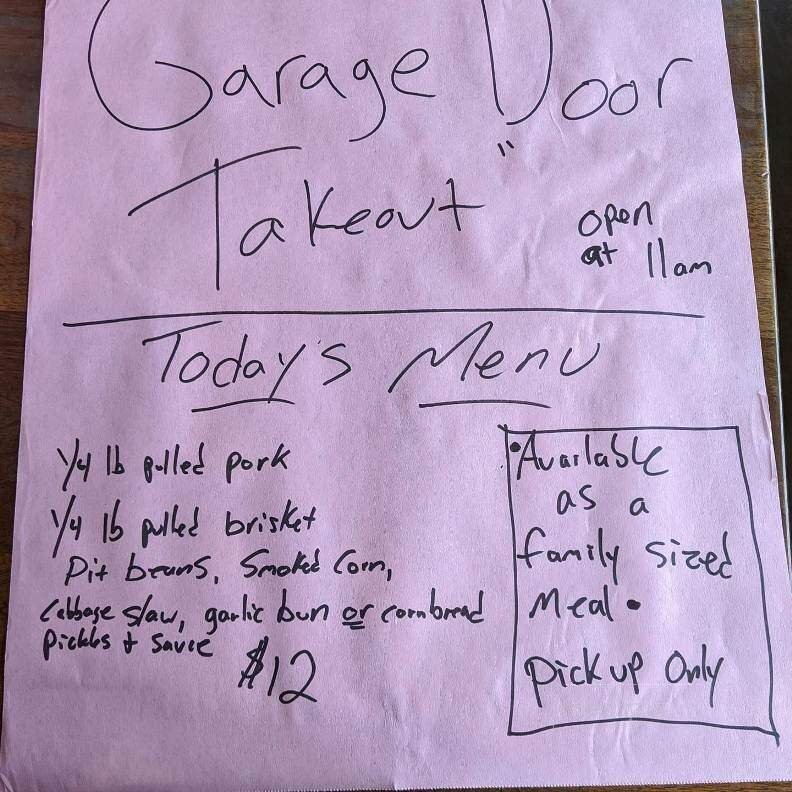 Garage Door
Takeout"
open
at 11am
Today's Menu
1/4 lb pulled pork
1/4 lb pulled brisket
Pit beans, Smoked Corn,
Cabbage slaw, garlic bun or cornbread
Pickles + Sauce
$12
•Available
as a
family sized
Meal •
Pick up Only